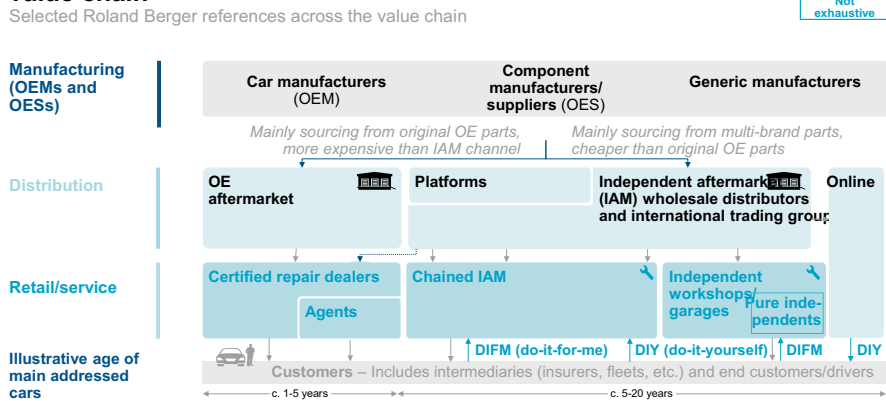 Selected Roland Berger references across the value chain
Not
exhaustive
Manufacturing
(OEMs and
OESs)
Car manufacturers
(OEM)
Component
manufacturers/
suppliers (OES)
Generic manufacturers
Mainly sourcing from original OE parts,
more expensive than IAM channel
Mainly sourcing from multi-brand parts,
cheaper than original OE parts
Distribution
OE
aftermarket
Platforms
Independent aftermarket
(IAM) wholesale distributors
and international trading group
Online
Retail/service
Certified repair dealers
Agents
Chained IAM
Independent
workshops/
garages
Pure inde-
pendents
DIFM (do-it-for-me)
DIY (do-it-yourself)
DIFM
DIY
Illustrative age of
main addressed
cars
Customers – Includes intermediaries (insurers, fleets, etc.) and end customers/drivers
c. 1-5 years
c. 5-20 years